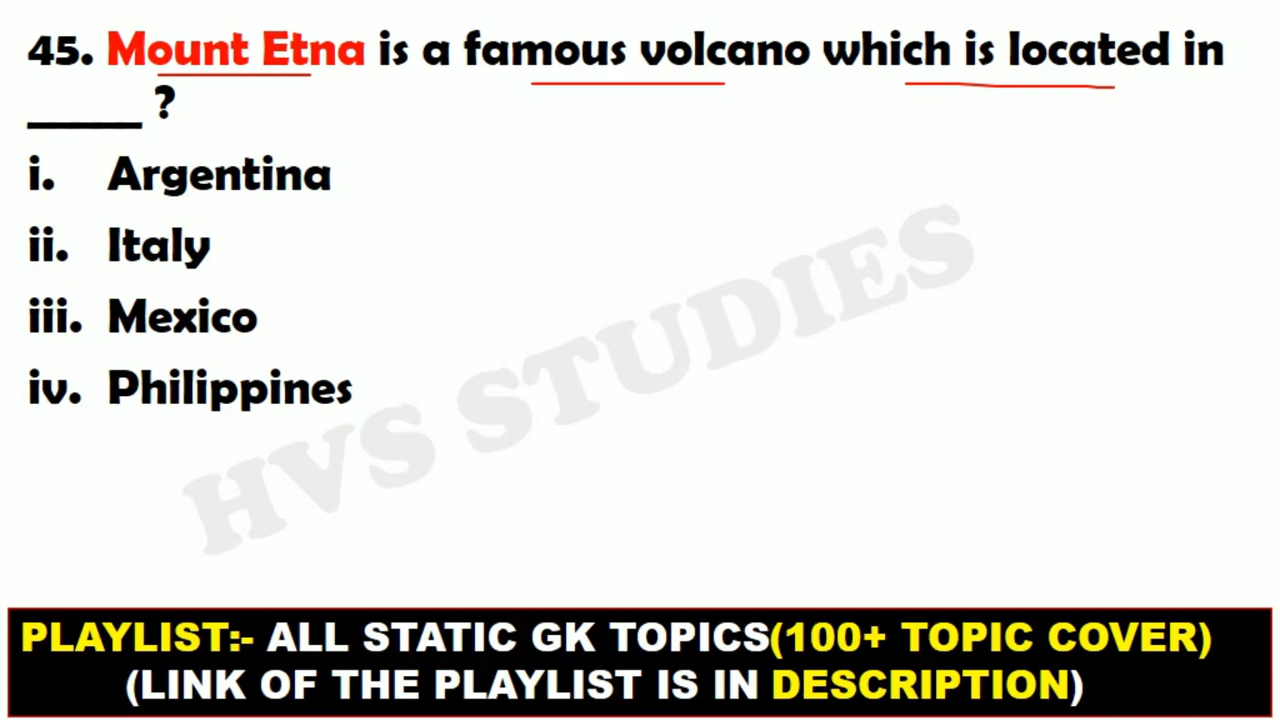 45. Mount Etna is a famous volcano which is located in
_____ ?
i. Argentina
ii. Italy
iii. Mexico
iv. Philippines
HVS STUDIES
PLAYLIST:- ALL STATIC GK TOPICS(100+ TOPIC COVER)
(LINK OF THE PLAYLIST IS IN DESCRIPTION)